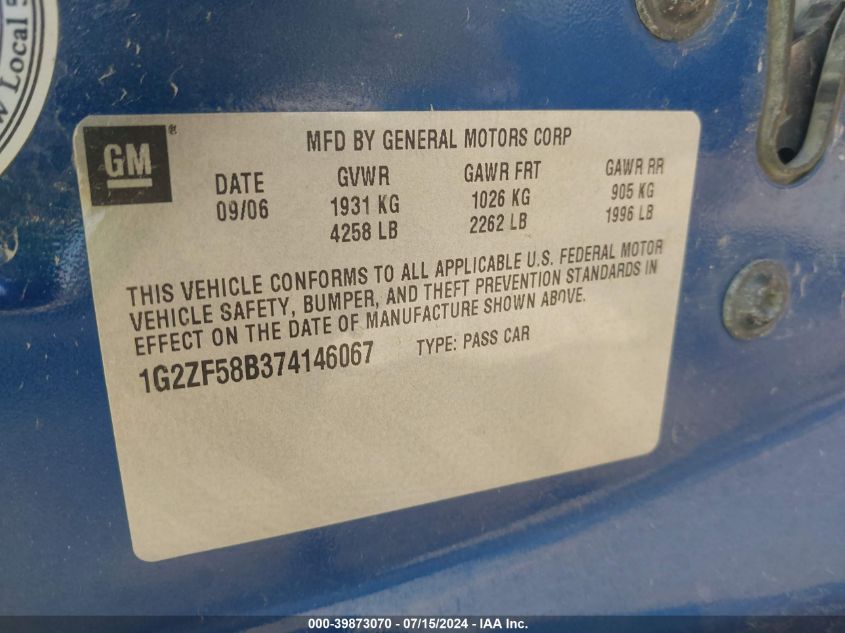 w Local 5
GM®
MFD BY GENERAL MOTORS CORP
DATE GVWR GAWR FRT GAWR RR
09/06 1931 KG 1026 KG 905 KG
4258 LB 2262 LB 1996 LB
THIS VEHICLE CONFORMS TO ALL APPLICABLE U.S. FEDERAL MOTOR
VEHICLE SAFETY, BUMPER, AND THEFT PREVENTION STANDARDS IN
EFFECT ON THE DATE OF MANUFACTURE SHOWN ABOVE.
1G2ZF58B374146067 TYPE: PASS CAR
000-39873070 - 07/15/2024 - IAA Inc.